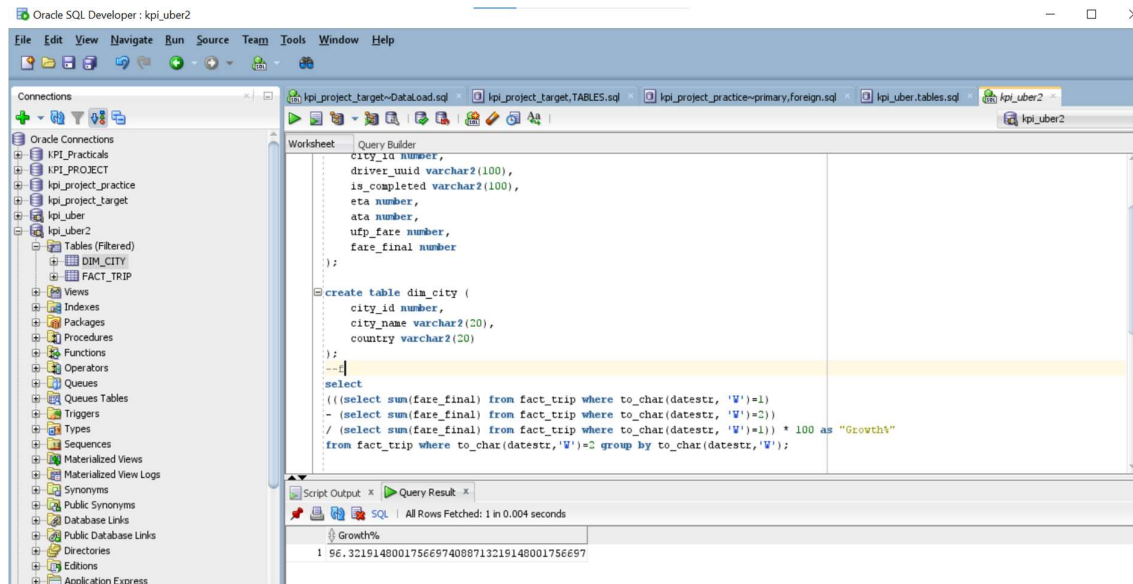 Oracle SQL Developer : kpi_uber2
File Edit View Navigate Run Source Team Tools Window Help
Connections
kpi_project_target~DataLoad.sql
kpi_project_target,TABLES.sql
kpi_project_practice~primary,foreign.sql
kpi_uber.tables.sql
kpi_uber2
kpi_uber2
Oracle Connections
KPI_Practicals
KPI_PROJECT
kpi_project_practice
kpi_project_target
kpi_uber
kpi_uber2
Tables (Filtered)
DIM_CITY
FACT_TRIP
Views
Indexes
Packages
Procedures
Functions
Operators
Queues
Queues Tables
Triggers
Types
Sequences
Materialized Views
Materialized View Logs
Synonyms
Public Synonyms
Database Links
Public Database Links
Directories
Editions
Application Express
Worksheet Query Builder
city_id number,
driver_uuid varchar2(100),
is_completed varchar2(100),
eta number,
ata number,
ufp_fare number,
fare_final number
);
create table dim_city (
city_id number,
city_name varchar2(20),
country varchar2(20)
);
--f
select
(((select sum(fare_final) from fact_trip where to_char(datestr, 'W')=1)
- (select sum(fare_final) from fact_trip where to_char(datestr, 'W')=2))
/ (select sum(fare_final) from fact_trip where to_char(datestr, 'W')=1)) * 100 as "Growth%"
from fact_trip where to_char(datestr,'W')=2 group by to_char(datestr,'W');
Script Output Query Result
SQL All Rows Fetched: 1 in 0.004 seconds
Growth%
1 96.3219148001756697408871321914800175669​7